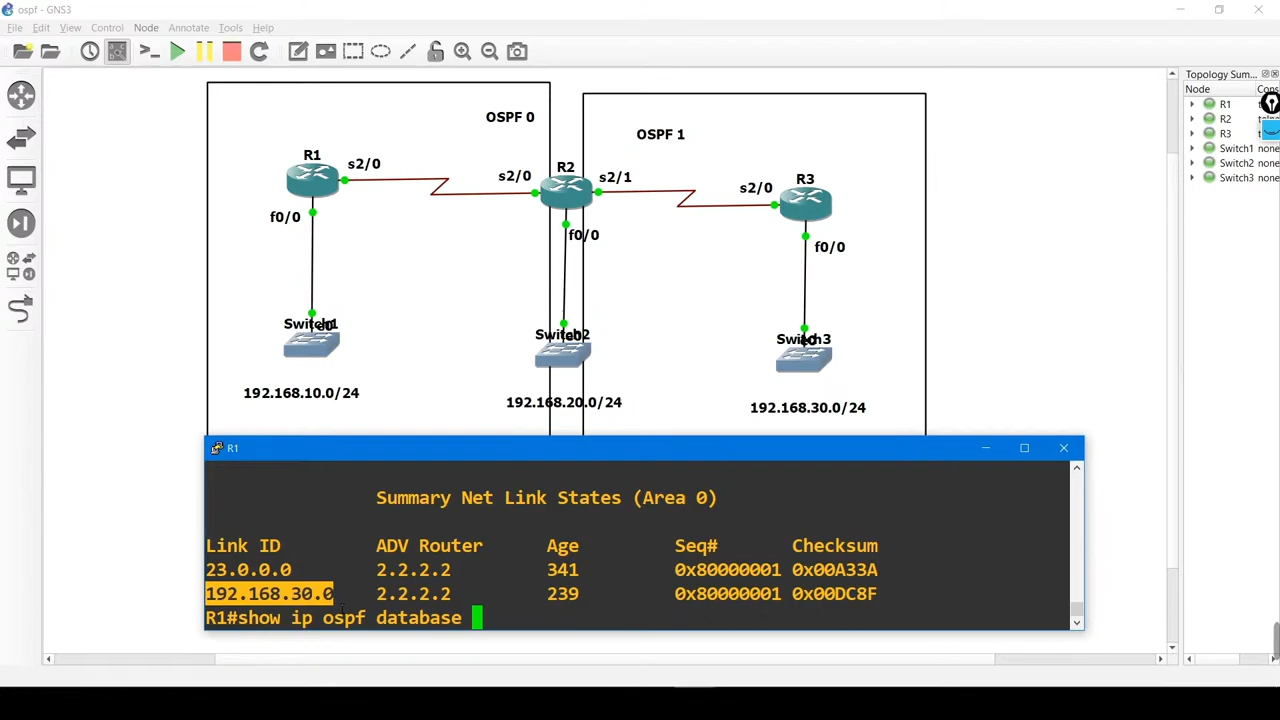 ospf - GNS3
File Edit View Control Node Annotate Tools Help
Topology Sum...
Node
R1
R2
R3
Switch1 none
Switch2 none
Switch3 none
OSPF 0
OSPF 1
R1
s2/0
s2/0
R2
s2/1
s2/0
R3
f0/0
f0/0
f0/0
Switch1
Switch2
Switch3
192.168.10.0/24
192.168.20.0/24
192.168.30.0/24
R1
Summary Net Link States (Area 0)
Link ID ADV Router Age Seq# Checksum
23.0.0.0 2.2.2.2 341 0x80000001 0x00A33A
192.168.30.0 2.2.2.2 239 0x80000001 0x00DC8F
R1#show ip ospf database